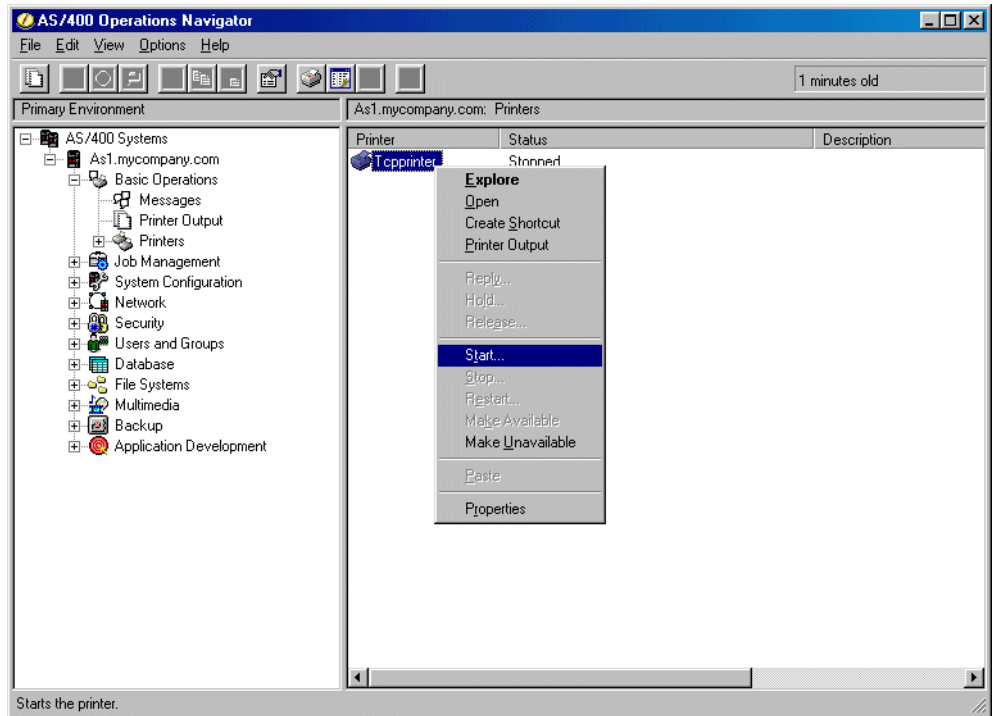 AS/400 Operations Navigator
File Edit View Options Help
1 minutes old
Primary Environment
As1.mycompany.com: Printers
AS/400 Systems
As1.mycompany.com
Basic Operations
Messages
Printer Output
Printers
Job Management
System Configuration
Network
Security
Users and Groups
Database
File Systems
Multimedia
Backup
Application Development
Printer Status Description
Tcpprinter Stopped
Explore
Open
Create Shortcut
Printer Output
Reply...
Hold...
Release...
Start...
Stop...
Restart...
Make Available
Make Unavailable
Paste
Properties
Starts the printer.